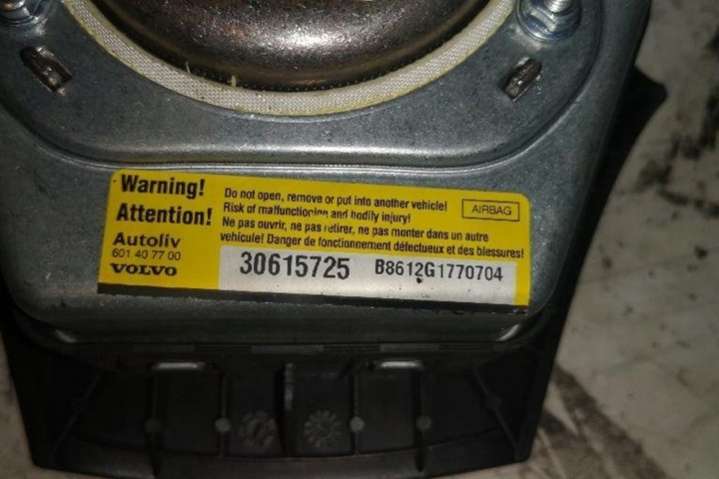 Warning!
Attention!
Do not open, remove or put into another vehicle!
Risk of malfunctioning and bodily injury!
Ne pas ouvrir, ne pas retirer, ne pas monter dans un autre
vehicule! Danger de fonctionnement défectueux et des blessures!
AIRBAG
Autoliv
601 40 77 00
VOLVO
30615725
B8612G1770704